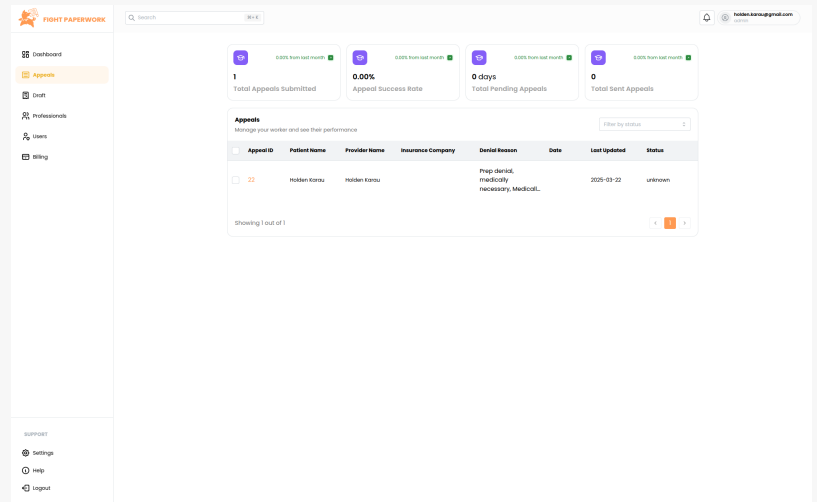 FIGHT PAPERWORK
Search
⌘+ K
holden.karau@gmail.com
admin
Dashboard
Appeals
Draft
Professionals
Users
Billing
0.00% from last month
1
Total Appeals Submitted
0.00% from last month
0.00%
Appeal Success Rate
0.00% from last month
0 days
Total Pending Appeals
0.00% from last month
0
Total Sent Appeals
Appeals
Manage your worker and see their performance.
Filter by status
Appeal ID Patient Name Provider Name Insurance Company Denial Reason Date Last Updated Status
22 Holden Karau Holden Karau Prep denial, medically necessary, Medicall... 2025-03-22 unknown
Showing 1 out of 1
1
SUPPORT
Settings
Help
Logout